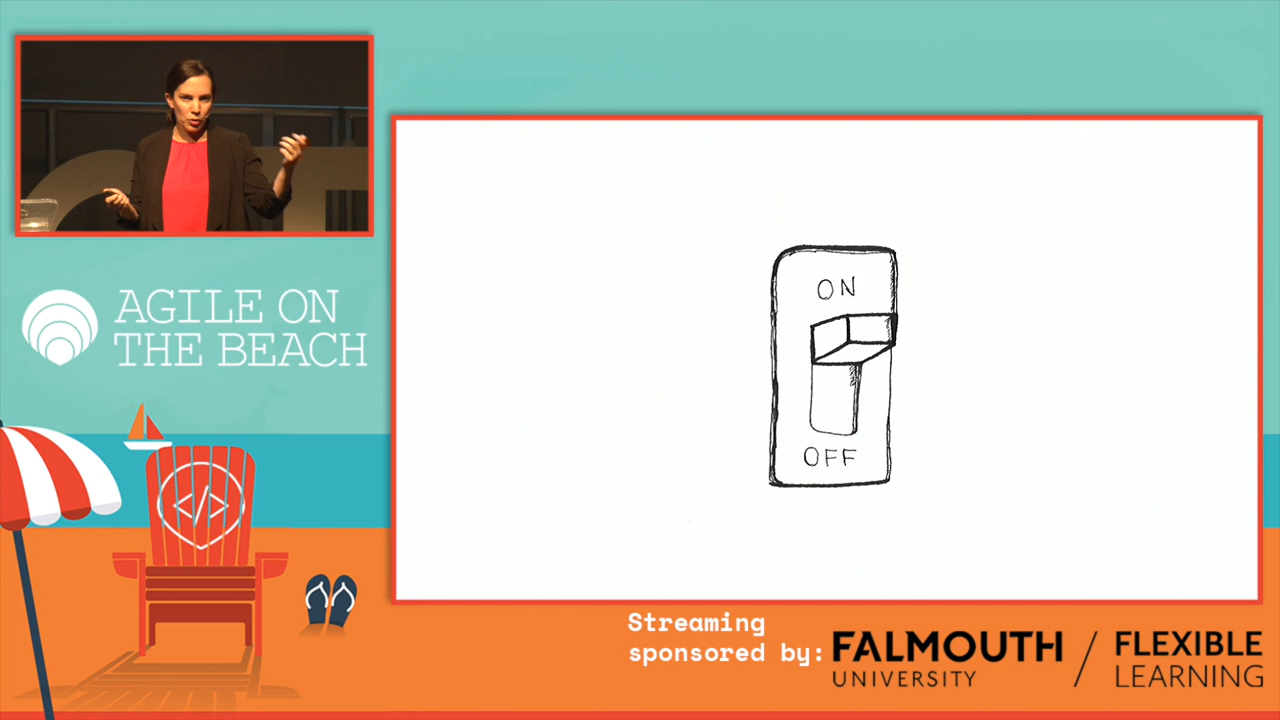 AGILE ON
THE BEACH
</>
ON
OFF
Streaming
sponsored by:
FALMOUTH
UNIVERSITY
/
FLEXIBLE
LEARNING